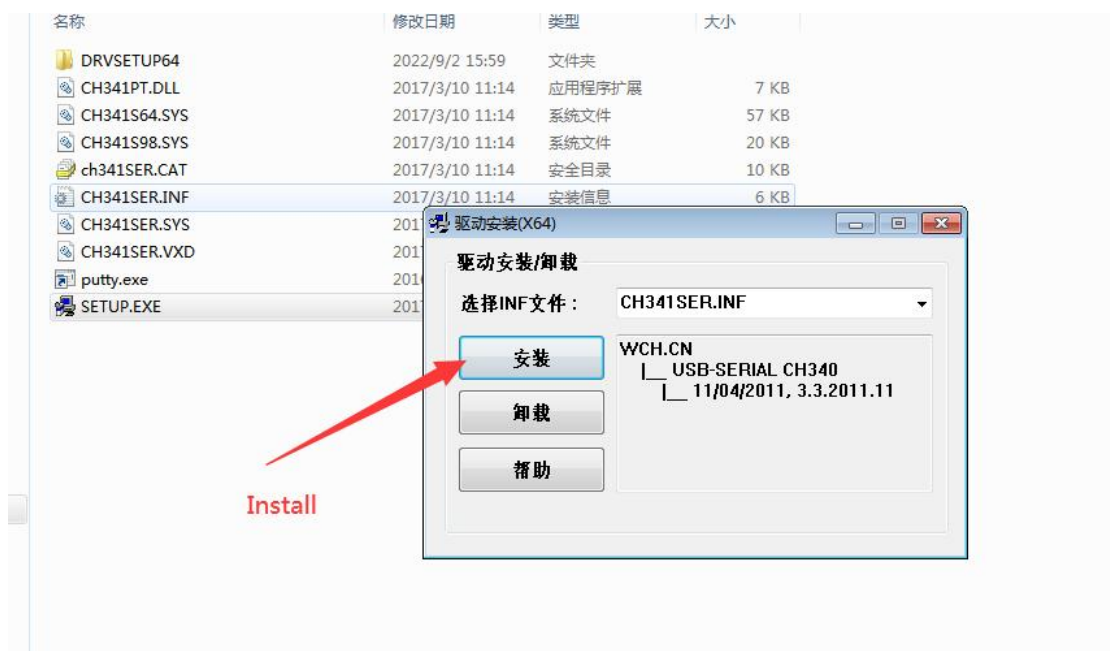 名称 修改日期 类型 大小
DRVSETUP64 2022/9/2 15:59 文件夹
CH341PT.DLL 2017/3/10 11:14 应用程序扩展 7 KB
CH341S64.SYS 2017/3/10 11:14 系统文件 57 KB
CH341S98.SYS 2017/3/10 11:14 系统文件 20 KB
ch341SER.CAT 2017/3/10 11:14 安全目录 10 KB
CH341SER.INF 2017/3/10 11:14 安装信息 6 KB
CH341SER.SYS 201
CH341SER.VXD 201
putty.exe 201
SETUP.EXE 201
驱动安装(X64)
驱动安装/卸载
选择INF文件： CH341SER.INF
安装
卸载
帮助
WCH.CN
|__ USB-SERIAL CH340
|__ 11/04/2011, 3.3.2011.11
Install